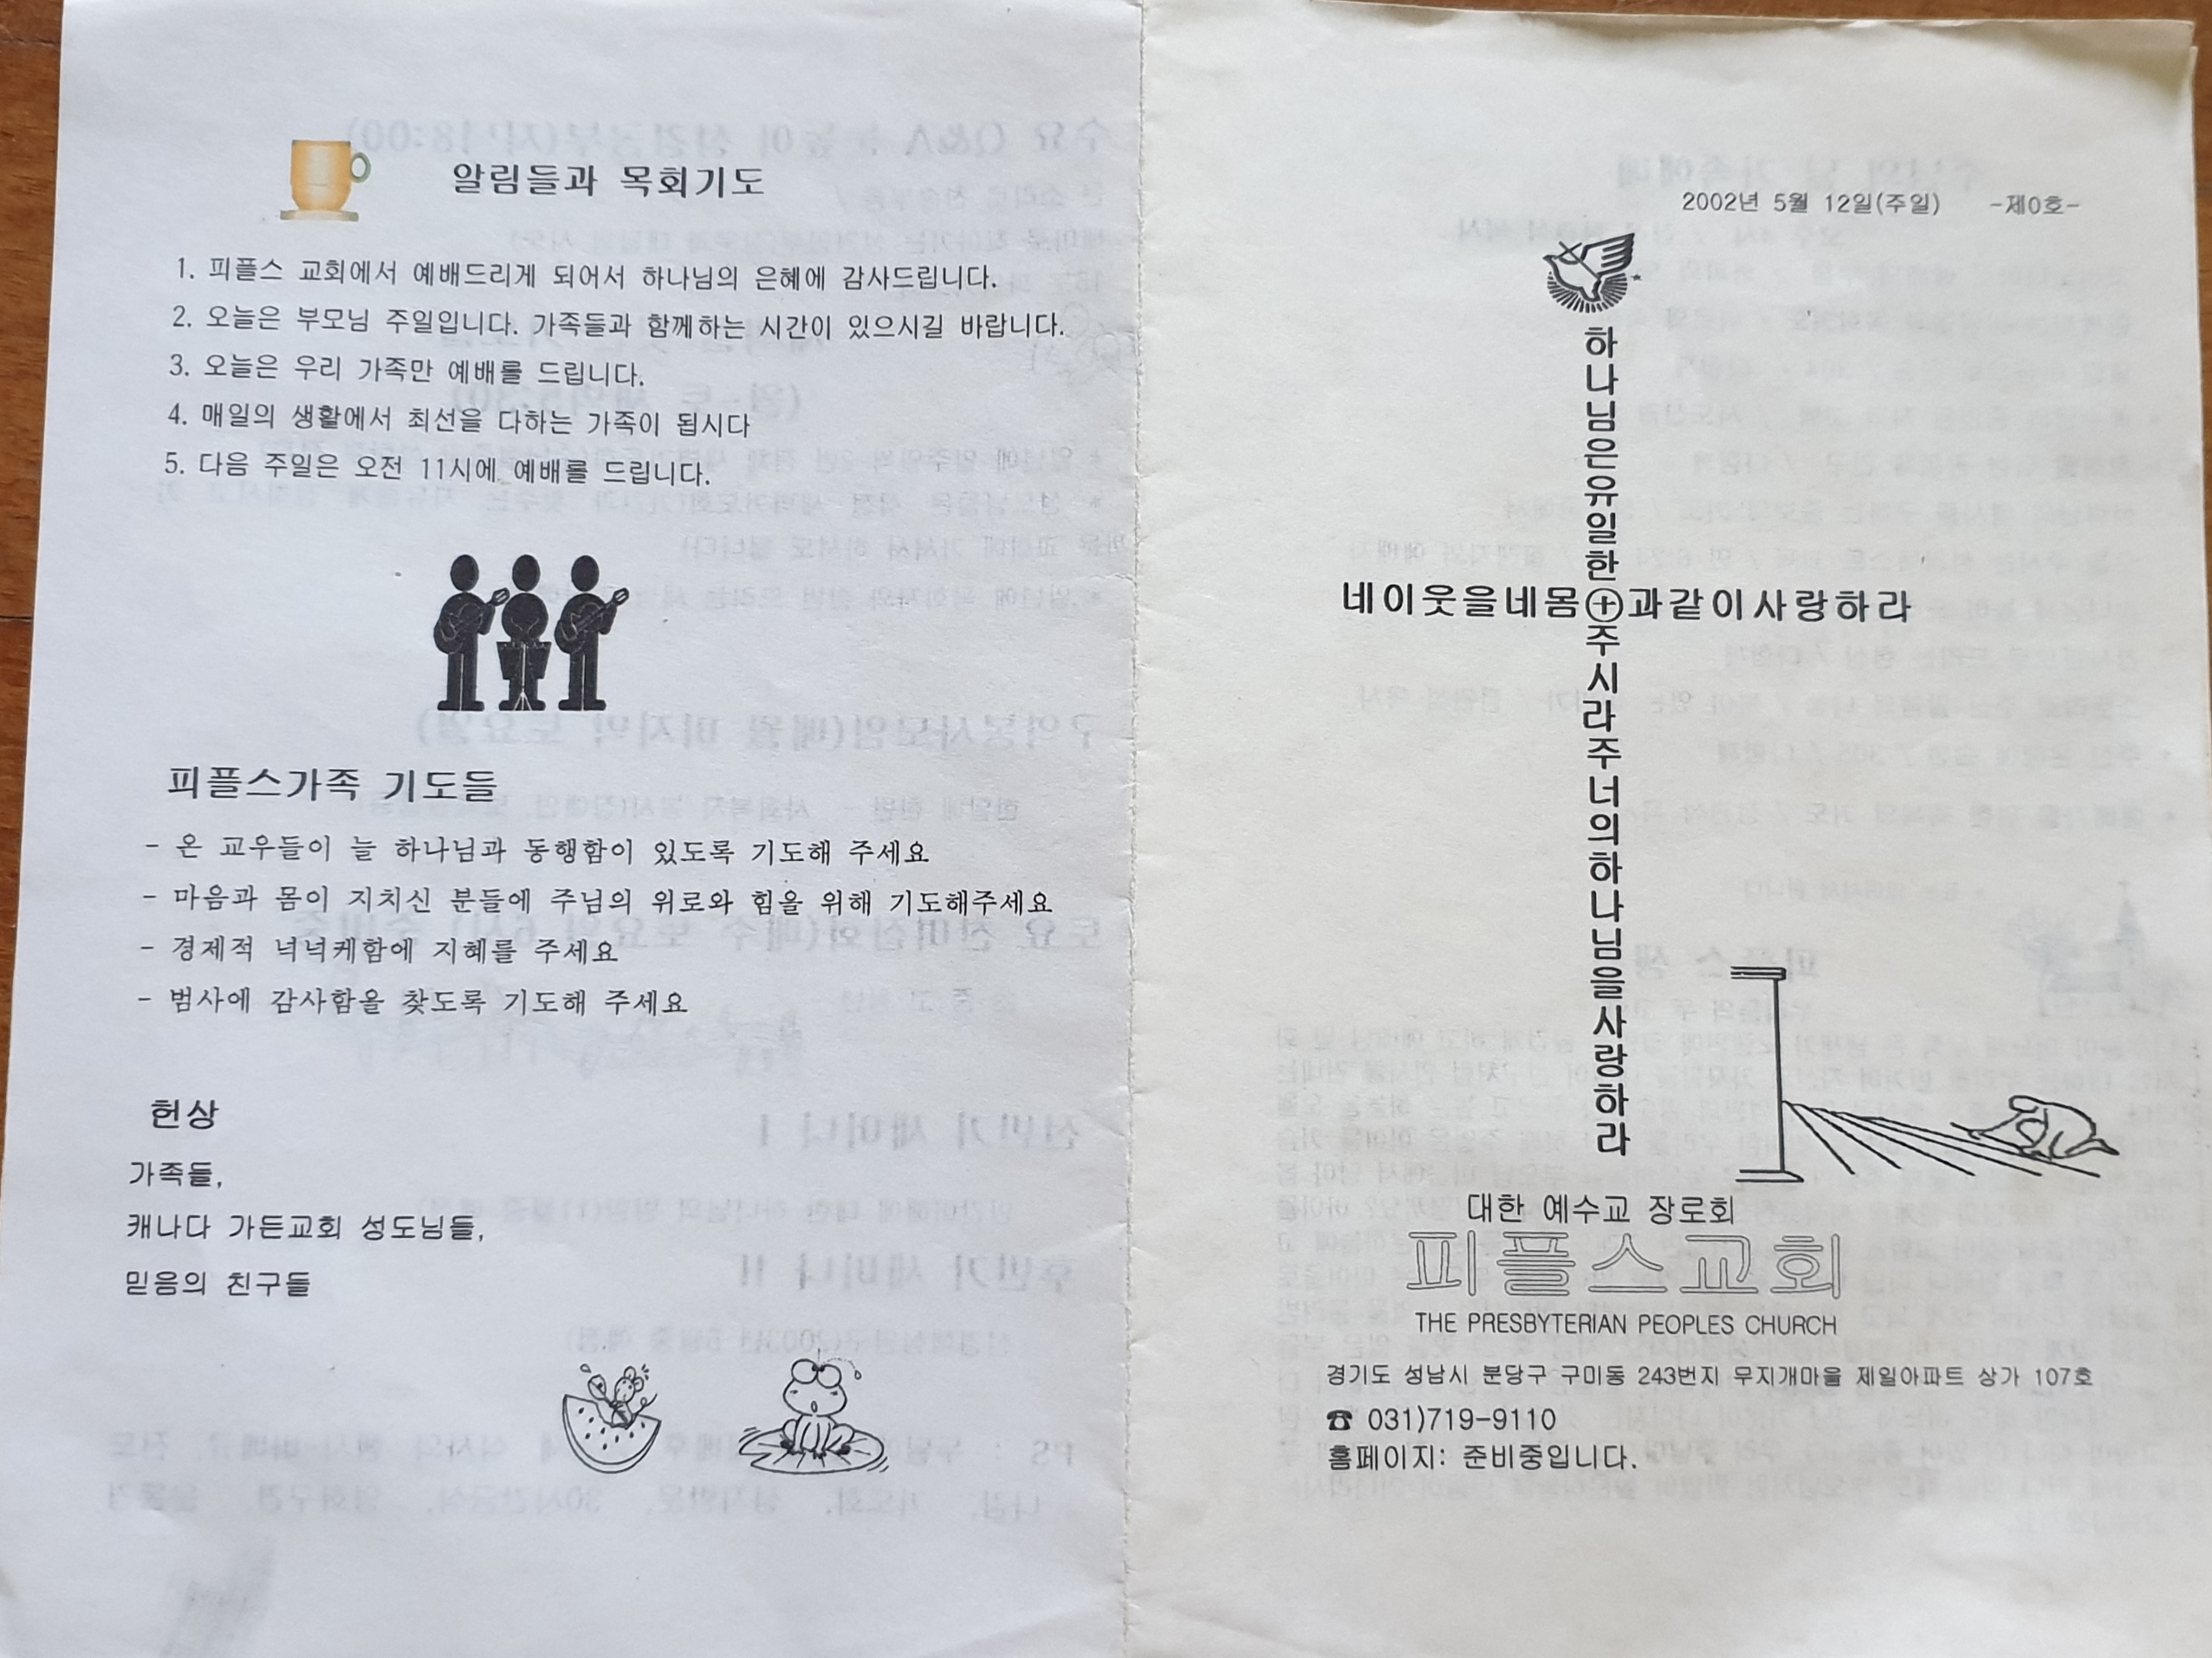 알림들과 목회기도
1. 피플스 교회에서 예배드리게 되어서 하나님의 은혜에 감사드립니다.
2. 오늘은 부모님 주일입니다. 가족들과 함께하는 시간이 있으시길 바랍니다.
3. 오늘은 우리 가족만 예배를 드립니다.
4. 매일의 생활에서 최선을 다하는 가족이 됩시다
5. 다음 주일은 오전 11시에 예배를 드립니다.
피플스가족 기도들
- 온 교우들이 늘 하나님과 동행함이 있도록 기도해 주세요
- 마음과 몸이 지치신 분들에 주님의 위로와 힘을 위해 기도해주세요
- 경제적 넉넉케함에 지혜를 주세요
- 범사에 감사함을 찾도록 기도해 주세요
헌상
가족들,
캐나다 가든교회 성도님들,
믿음의 친구들
2002년 5월 12일(주일) -제0호-
하나님은유일한주시라주너의하나님을사랑하라
네이웃을네몸과같이사랑하라
대한 예수교 장로회
피플스교회
THE PRESBYTERIAN PEOPLES CHURCH
경기도 성남시 분당구 구미동 243번지 무지개마을 제일아파트 상가 107호
☎ 031)719-9110
홈페이지: 준비중입니다.